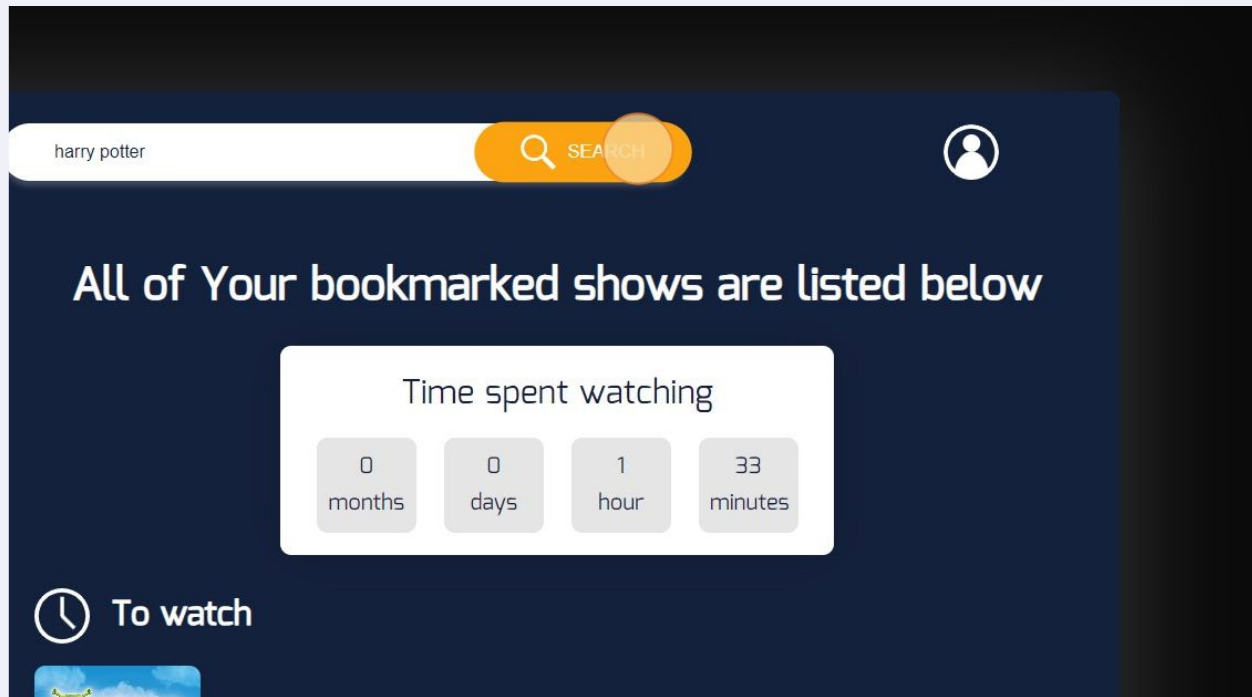 harry potter
SEARCH
All of Your bookmarked shows are listed below
Time spent watching
0
months
0
days
1
hour
33
minutes
To watch